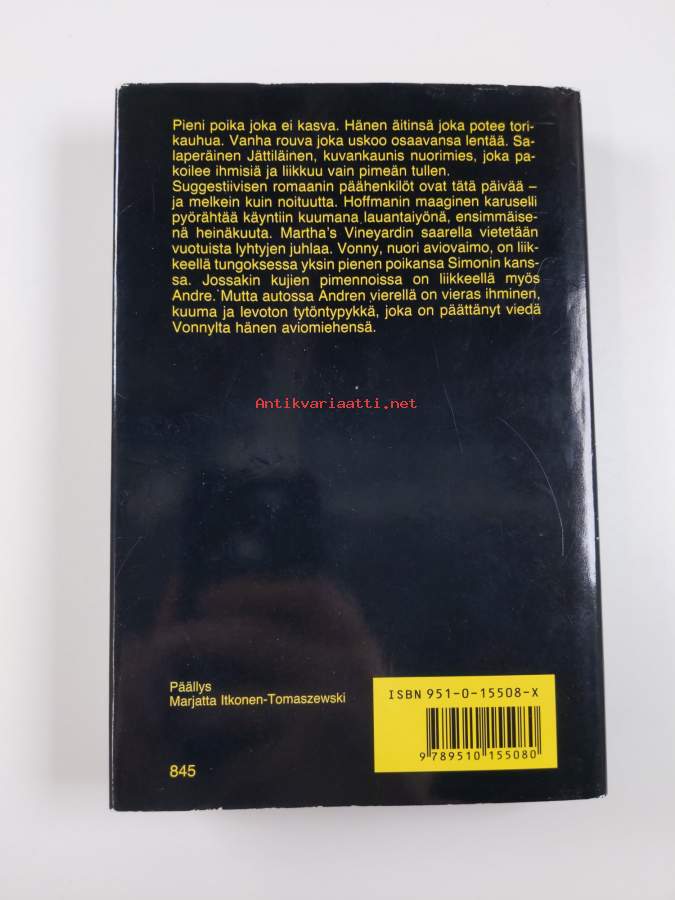 Pieni poika joka ei kasva. Hänen äitinsä joka potee tori-
kauhua. Vanha rouva joka uskoo osaavansa lentää. Sa-
laperäinen Jättiläinen, kuvankaunis nuorimies, joka pa-
koilee ihmisiä ja liikkuu vain pimeän tullen.
Suggestiivisen romaanin päähenkilöt ovat tätä päivää –
ja melkein kuin noituutta. Hoffmanin maaginen karuselli
pyörähtää käyntiin kuumana lauantaiyönä, ensimmäise-
nä heinäkuuta. Martha's Vineyardin saarella vietetään
vuotuista lyhtyjen juhlaa. Vonny, nuori aviovaimo, on liik-
keellä tungoksessa yksin pienen poikansa Simonin kans-
sa. Jossakin kujien pimennoissa on liikkeellä myös
Andre. Mutta autossa Andren vierellä on vieras ihminen,
kuuma ja levoton tytöntypykkä, joka on päättänyt viedä
Vonnylta hänen aviomiehensä.
Antikvariaatti.net
Päällys
Marjatta Itkonen-Tomaszewski
845
ISBN 951-0-15508-X
9 789510 155080